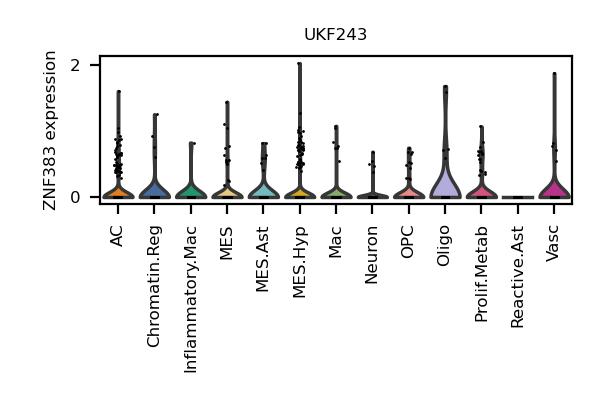 UKF243
ZNF383 expression
2
0
AC
Chromatin.Reg
Inflammatory.Mac
MES
MES.Ast
MES.Hyp
Mac
Neuron
OPC
Oligo
Prolif.Metab
Reactive.Ast
Vasc